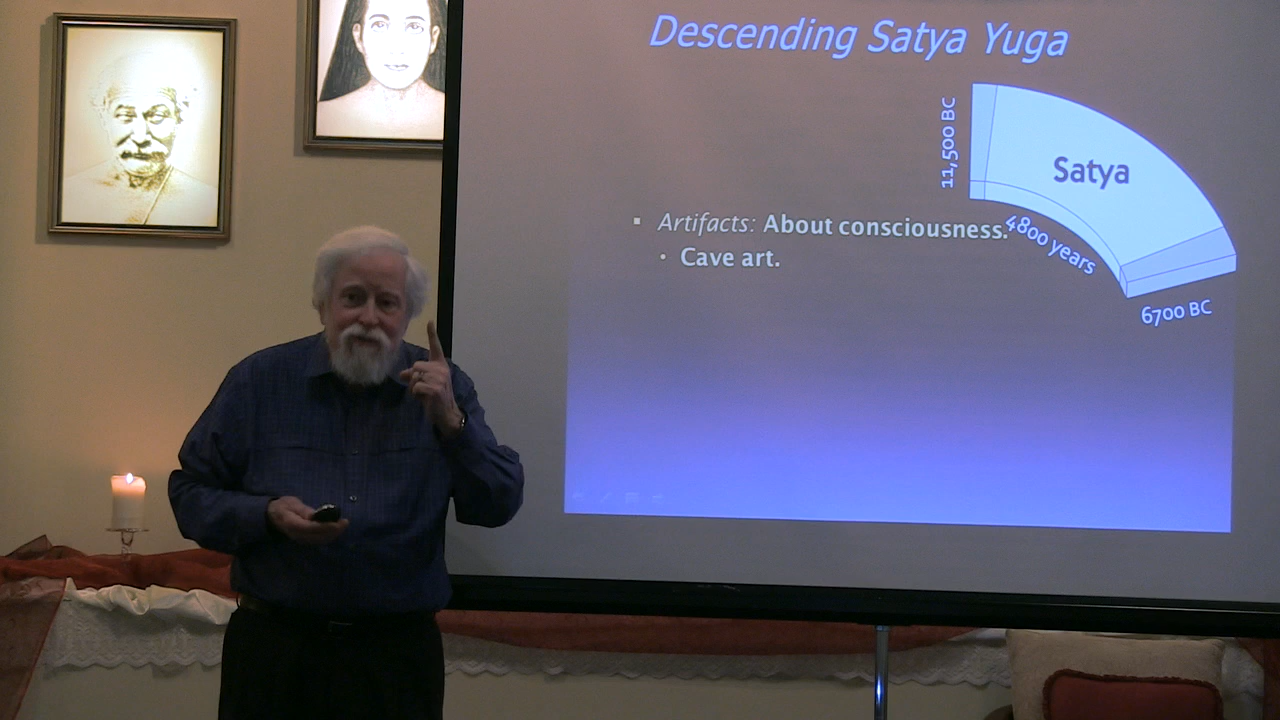 Descending Satya Yuga
11,500 BC
Satya
▪ Artifacts: About consciousness.
4800 years
• Cave art.
6700 BC